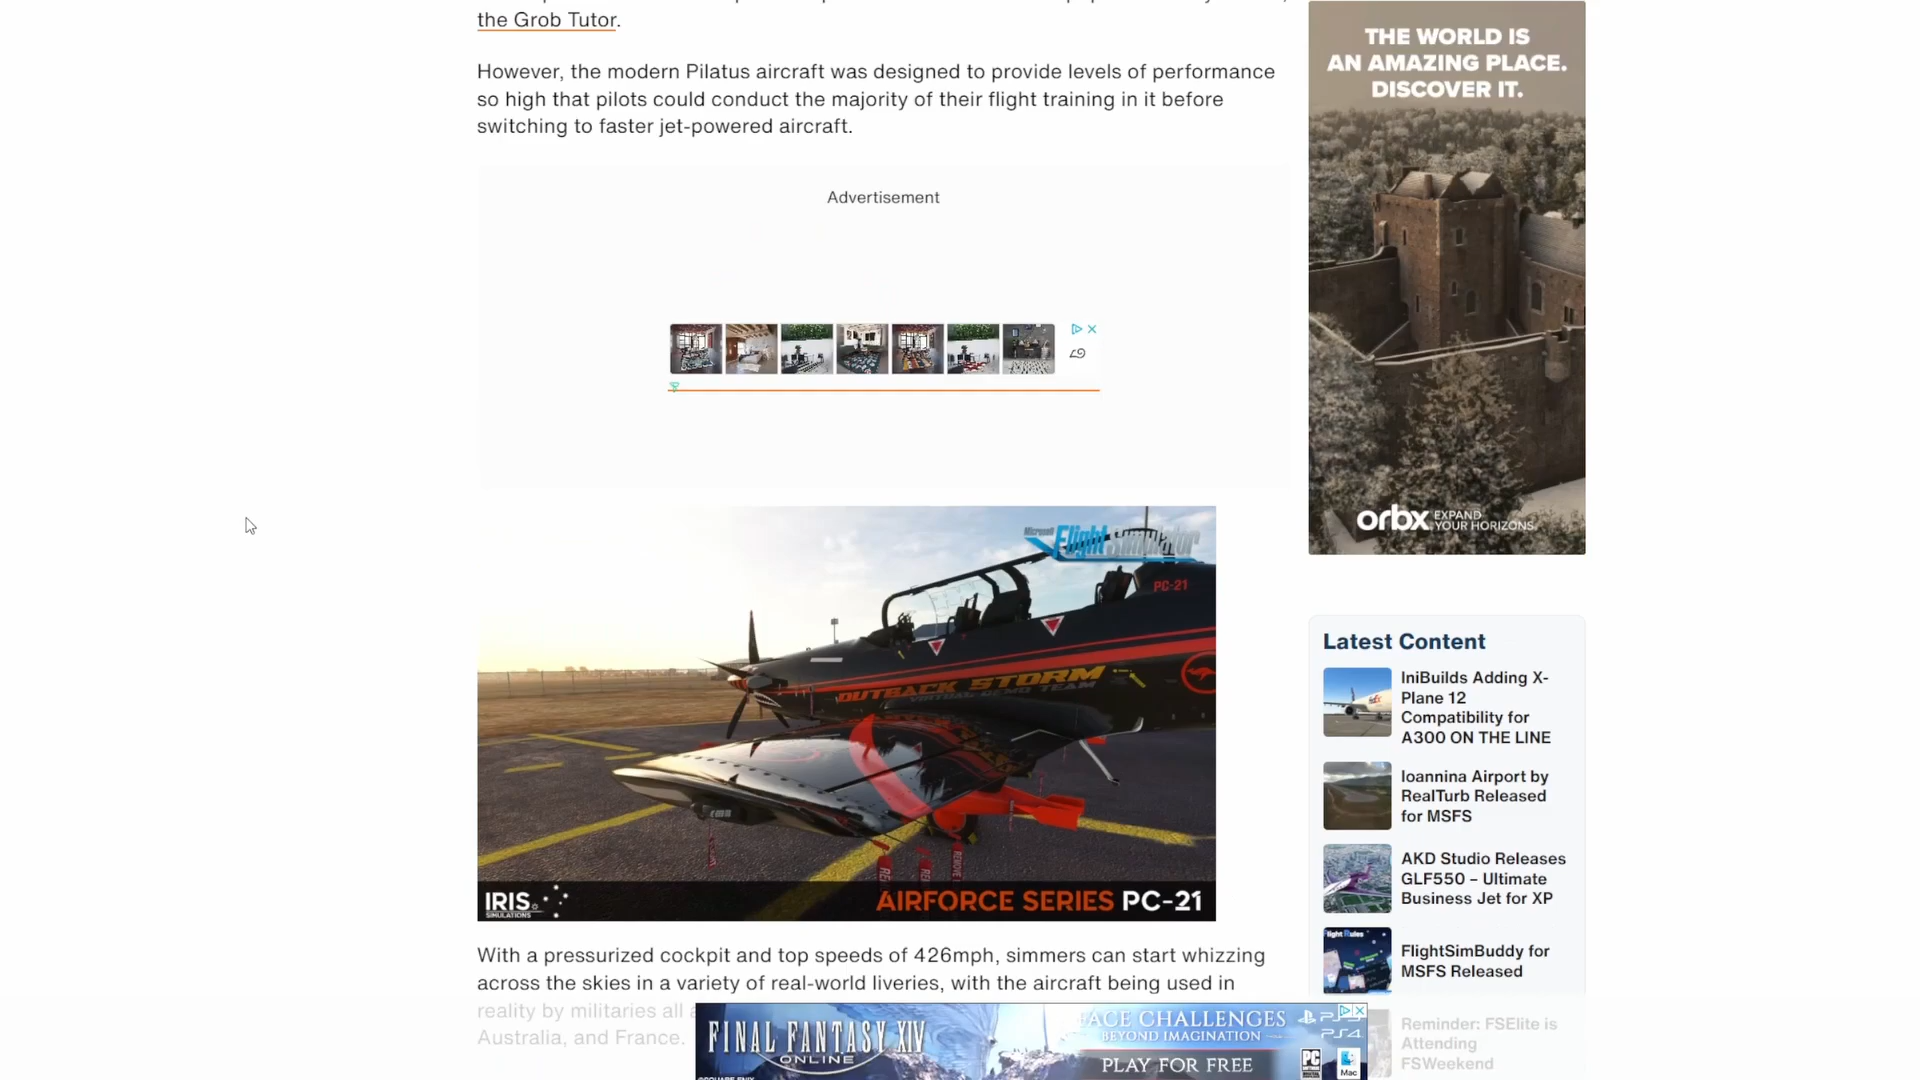 the Grob Tutor.
However, the modern Pilatus aircraft was designed to provide levels of performance
so high that pilots could conduct the majority of their flight training in it before
switching to faster jet-powered aircraft.
Advertisement
Microsoft
Flight Simulator
PC-21
OUTBACK STORM
VIRTUAL DEMO TEAM
IRIS
SIMULATIONS
AIRFORCE SERIES PC-21
With a pressurized cockpit and top speeds of 426mph, simmers can start whizzing
across the skies in a variety of real-world liveries, with the aircraft being used in
reality by militaries all
Australia, and France.
THE WORLD IS
AN AMAZING PLACE.
DISCOVER IT.
orbx EXPAND
YOUR HORIZONS.
Latest Content
IniBuilds Adding X-
Plane 12
Compatibility for
A300 ON THE LINE
Ioannina Airport by
RealTurb Released
for MSFS
AKD Studio Releases
GLF550 – Ultimate
Business Jet for XP
Flight Rules
FlightSimBuddy for
MSFS Released
Reminder: FSElite is
Attending
FSWeekend
FINAL FANTASY XIV
ONLINE
FACE CHALLENGES
BEYOND IMAGINATION
PLAY FOR FREE
PS4
PC
Mac